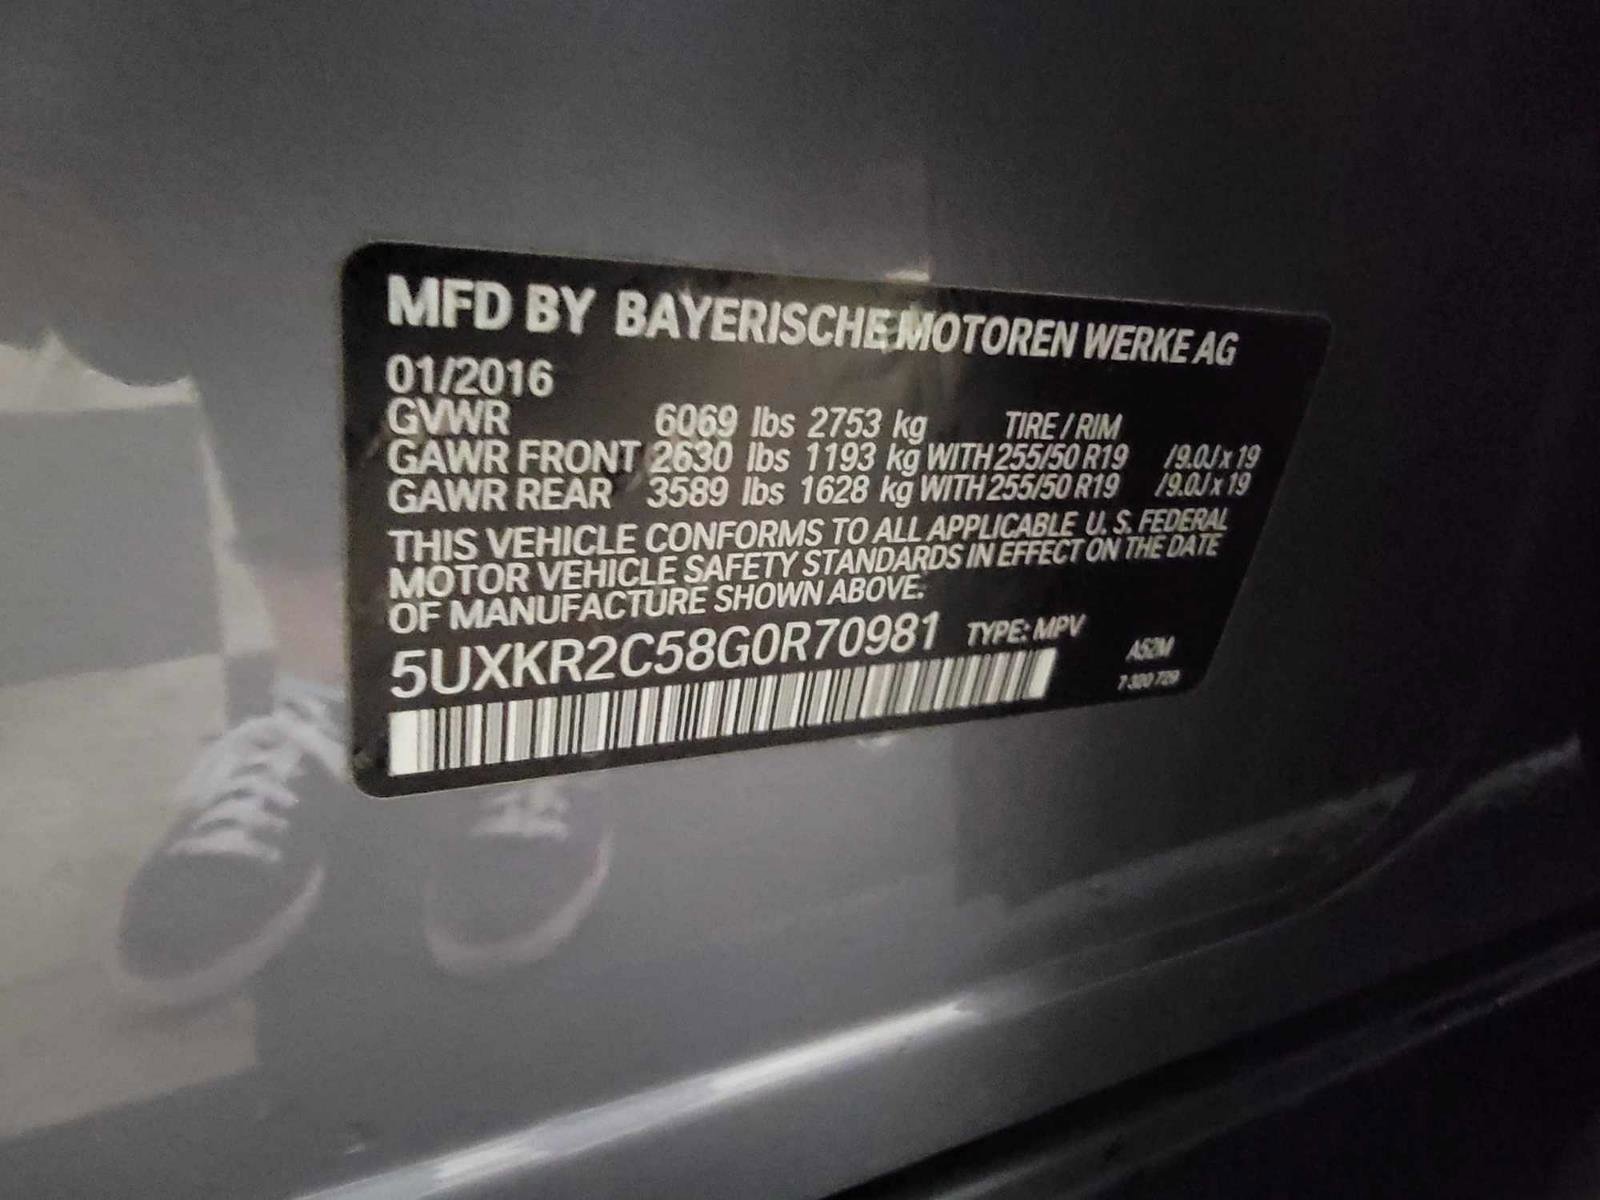 MFD BY BAYERISCHE MOTOREN WERKE AG
01/2016
GVWR 6069 lbs 2753 kg TIRE / RIM
GAWR FRONT 2630 lbs 1193 kg WITH 255/50 R19 /9.0J x 19
GAWR REAR 3589 lbs 1628 kg WITH 255/50 R19 /9.0J x 19
THIS VEHICLE CONFORMS TO ALL APPLICABLE U. S. FEDERAL
MOTOR VEHICLE SAFETY STANDARDS IN EFFECT ON THE DATE
OF MANUFACTURE SHOWN ABOVE.
5UXKR2C58G0R70981 TYPE: MPV A52M
7 320 729